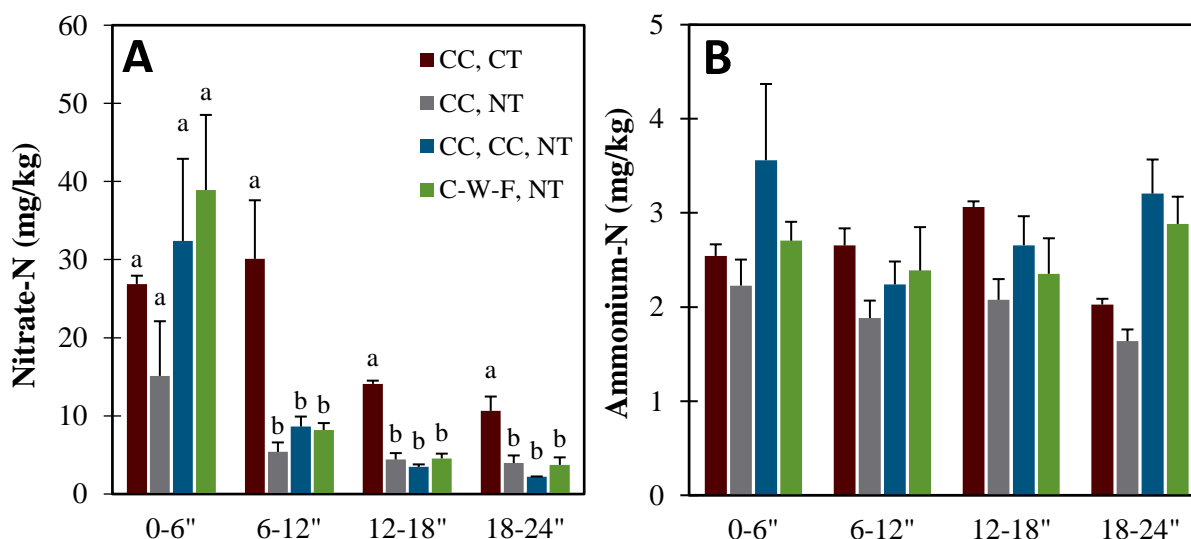 A
Nitrate-N (mg/kg)
60
50
40
30
20
10
0
CC, CT
CC, NT
CC, CC, NT
C-W-F, NT
a
a
a
a
a
b
b
b
a
b
b
b
a
b
b
b
0-6"
6-12"
12-18"
18-24"
B
Ammonium-N (mg/kg)
5
4
3
2
1
0
0-6"
6-12"
12-18"
18-24"